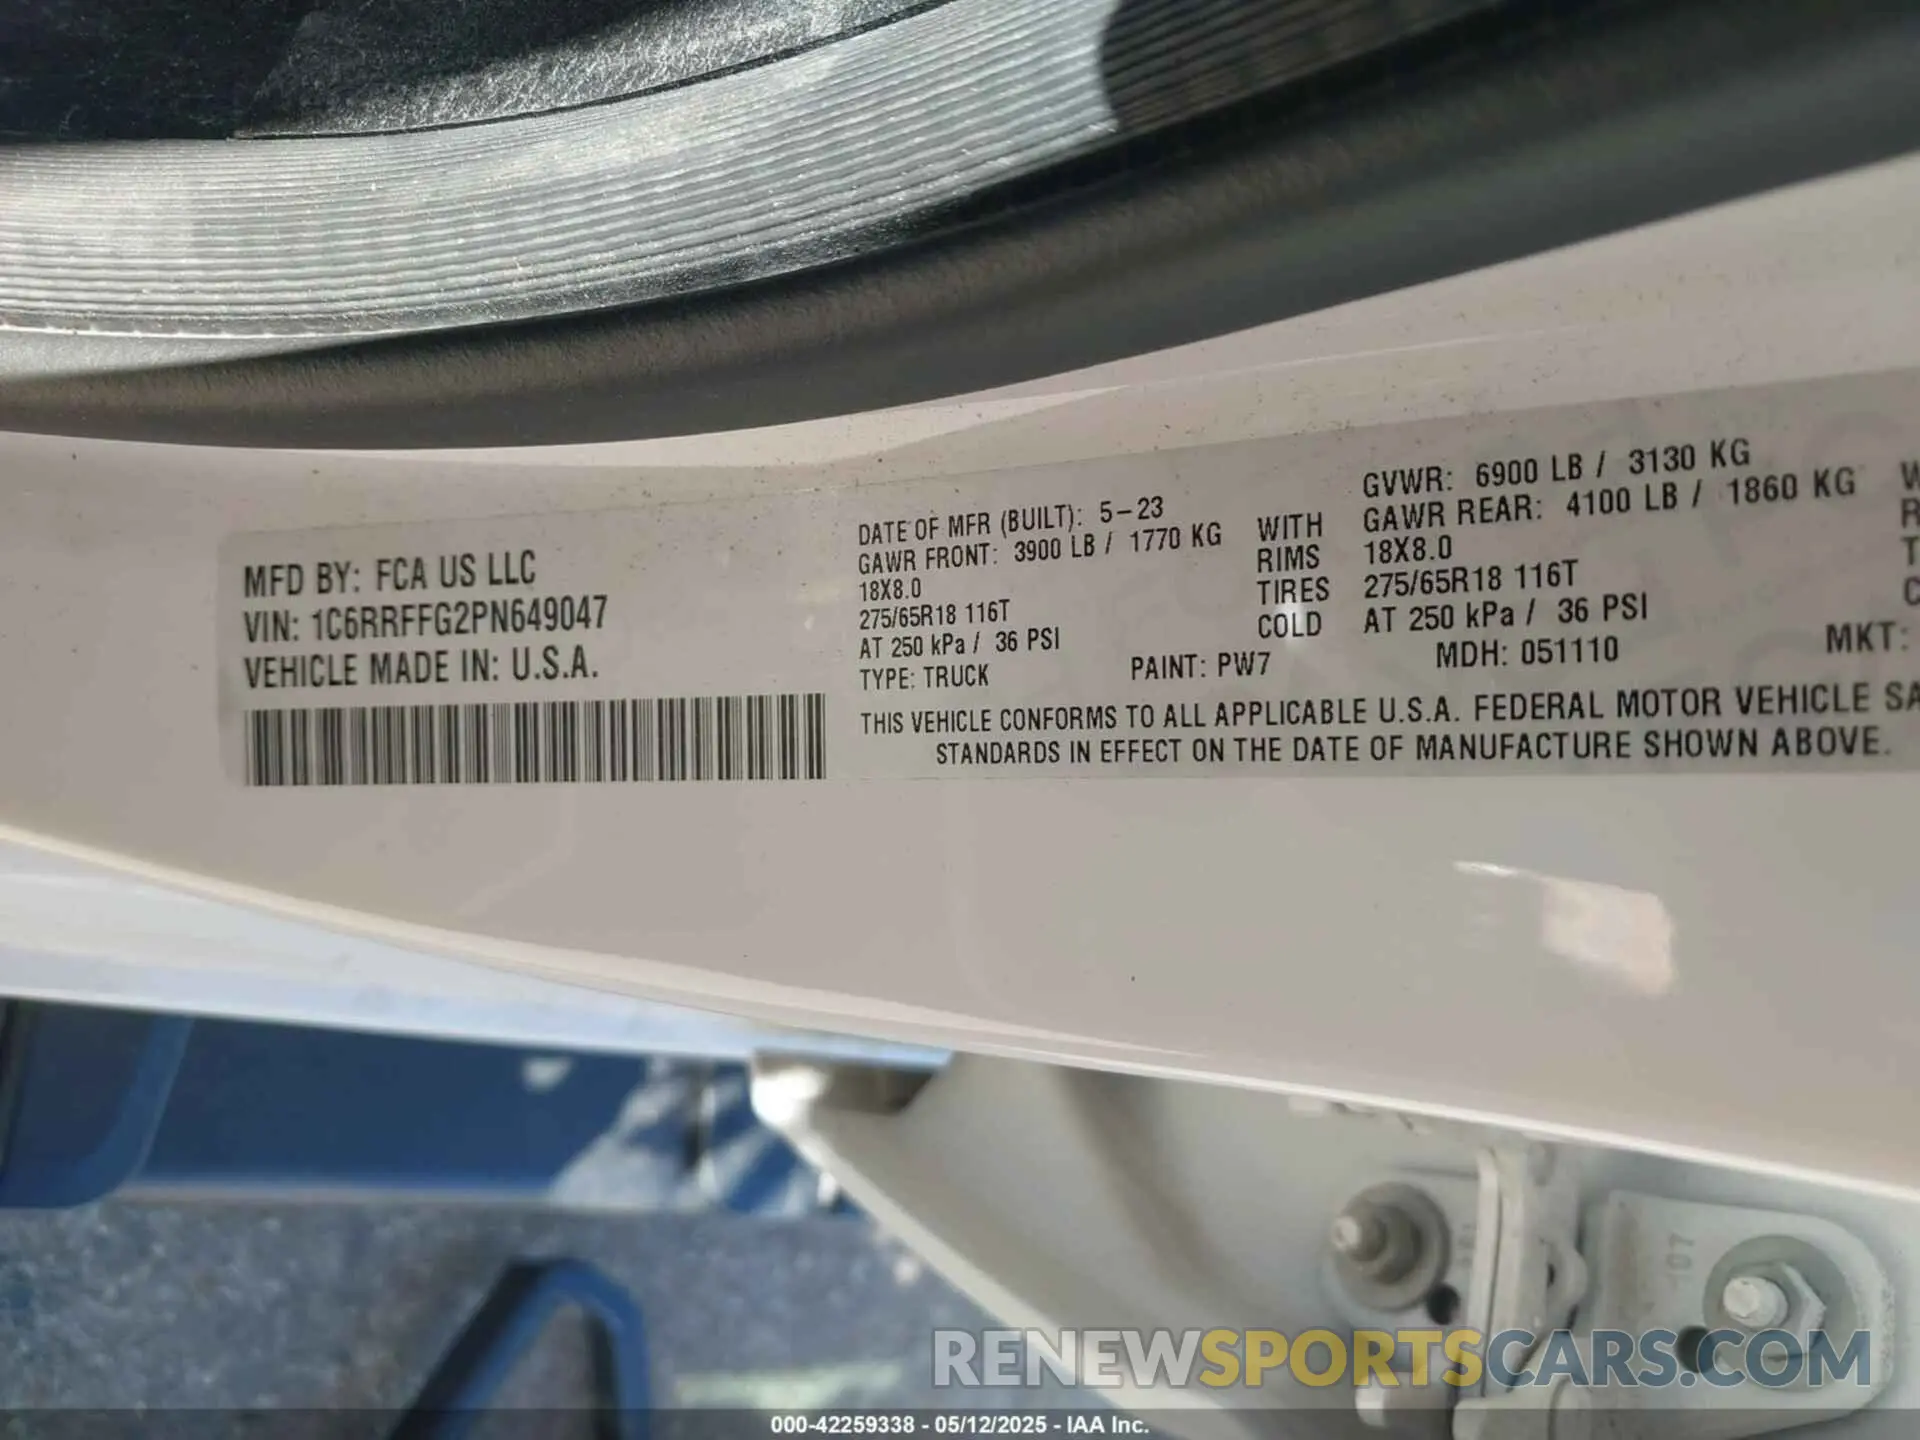 MFD BY: FCA US LLC
VIN: 1C6RRFFG2PN649047
VEHICLE MADE IN: U.S.A.
DATE OF MFR (BUILT): 5-23
GAWR FRONT: 3900 LB / 1770 KG
18X8.0
275/65R18 116T
AT 250 kPa / 36 PSI
TYPE: TRUCK
WITH
RIMS
TIRES
COLD
GVWR: 6900 LB / 3130 KG
GAWR REAR: 4100 LB / 1860 KG
18X8.0
275/65R18 116T
AT 250 kPa / 36 PSI
PAINT: PW7
MDH: 051110
MKT:
THIS VEHICLE CONFORMS TO ALL APPLICABLE U.S.A. FEDERAL MOTOR VEHICLE SA
STANDARDS IN EFFECT ON THE DATE OF MANUFACTURE SHOWN ABOVE.
107
RENEWSPORTSCARS.COM
000-42259338 - 05/12/2025 - IAA Inc.